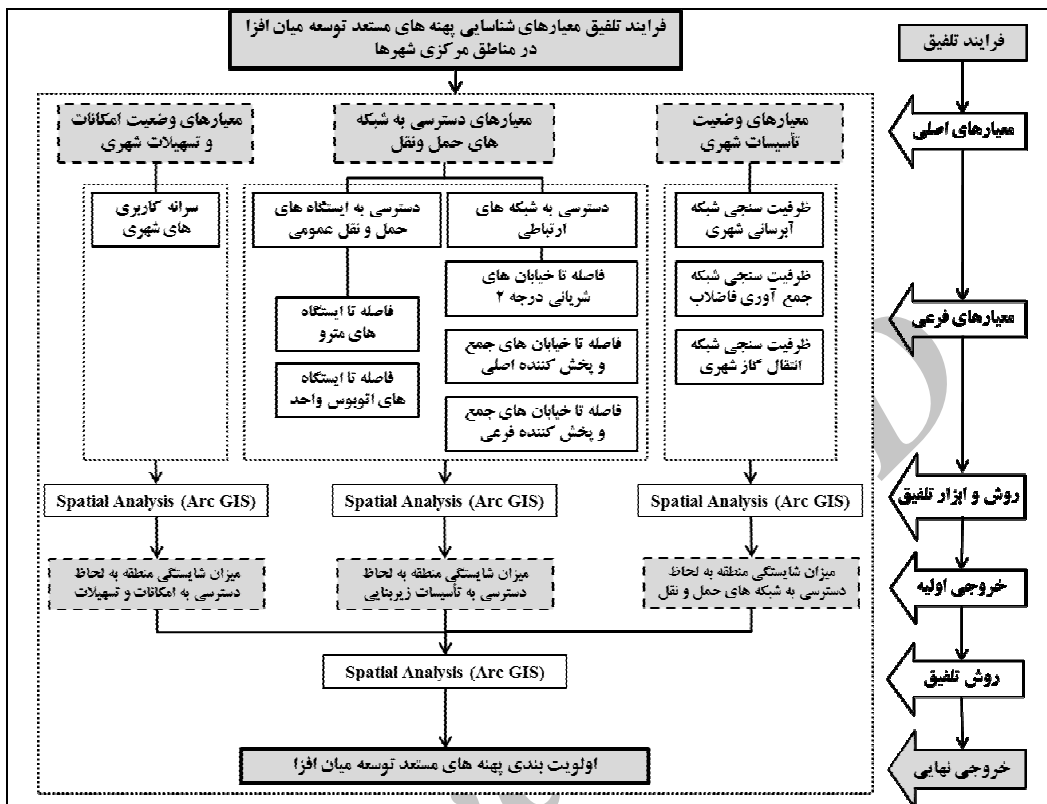 فرایند تلفیق معیارهای شناسایی پهنه های مستعد توسعه میان افزا
در مناطق مرکزی شهرها
فرایند تلفیق
معیارهای اصلی
معیارهای وضعیت
تأسیسات شهری
معیارهای دسترسی به شبکه
های حمل ونقل
معیارهای وضعیت امکانات
و تسهیلات شهری
معیارهای فرعی
ظرفیت سنجی شبکه
آبرسانی شهری
ظرفیت سنجی شبکه
جمع آوری فاضلاب
ظرفیت سنجی شبکه
انتقال گاز شهری
دسترسی به شبکه های
ارتباطی
فاصله تا خیابان های
شریانی درجه ۲
فاصله تا خیابان های جمع
و پخش کننده اصلی
فاصله تا خیابان های جمع
و پخش کننده فرعی
دسترسی به ایستگاه های
حمل و نقل عمومی
فاصله تا ایستگاه
های مترو
فاصله تا ایستگاه
های اتوبوس واحد
سرانه کاربری
های شهری
روش و ابزار تلفیق
Spatial Analysis (Arc GIS)
Spatial Analysis (Arc GIS)
Spatial Analysis (Arc GIS)
خروجی اولیه
میزان شایستگی منطقه به لحاظ
دسترسی به شبکه های حمل و نقل
میزان شایستگی منطقه به لحاظ
دسترسی به تأسیسات زیربنایی
میزان شایستگی منطقه به لحاظ
دسترسی به امکانات و تسهیلات
روش تلفیق
Spatial Analysis (Arc GIS)
خروجی نهایی
اولویت بندی پهنه های مستعد توسعه میان افزا